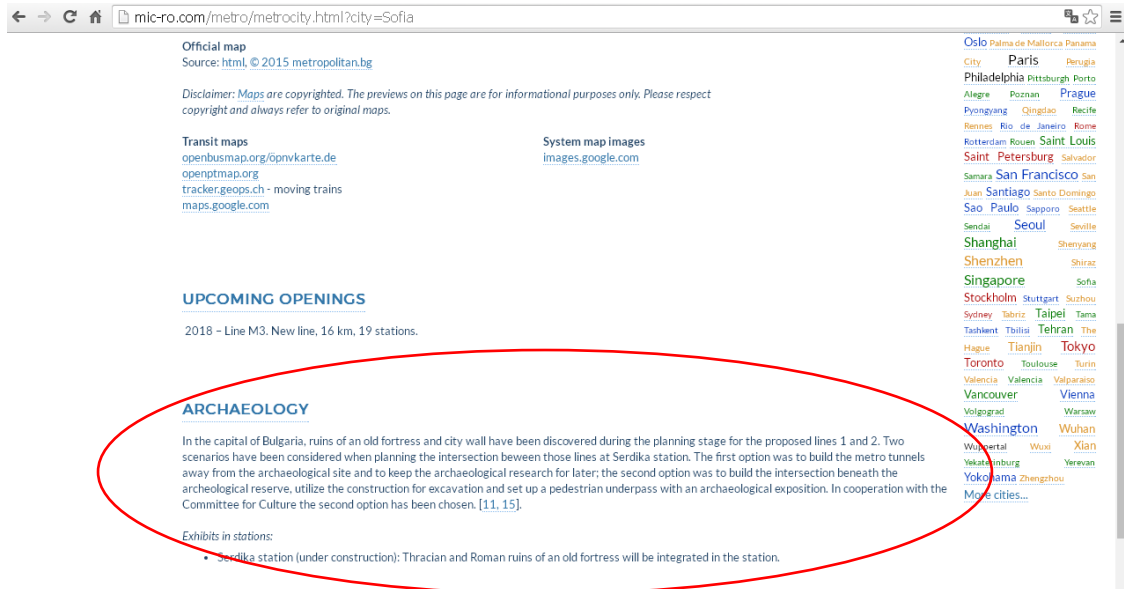 mic-ro.com/metro/metrocity.html?city=Sofia
Official map
Source: html, © 2015 metropolitan.bg
Disclaimer: Maps are copyrighted. The previews on this page are for informational purposes only. Please respect
copyright and always refer to original maps.
Transit maps
openbusmap.org/öpnvkarte.de
openptmap.org
tracker.geops.ch - moving trains
maps.google.com
System map images
images.google.com
UPCOMING OPENINGS
2018 – Line M3. New line, 16 km, 19 stations.
ARCHAEOLOGY
In the capital of Bulgaria, ruins of an old fortress and city wall have been discovered during the planning stage for the proposed lines 1 and 2. Two
scenarios have been considered when planning the intersection beween those lines at Serdika station. The first option was to build the metro tunnels
away from the archaeological site and to keep the archaeological research for later; the second option was to build the intersection beneath the
archeological reserve, utilize the construction for excavation and set up a pedestrian underpass with an archaeological exposition. In cooperation with the
Committee for Culture the second option has been chosen. [11, 15].
Exhibits in stations:
• Serdika station (under construction): Thracian and Roman ruins of an old fortress will be integrated in the station.
Oslo Palma de Mallorca Panama
City Paris Perugia
Philadelphia Pittsburgh Porto
Alegre Poznan Prague
Pyongyang Qingdao Recife
Rennes Rio de Janeiro Rome
Rotterdam Rouen Saint Louis
Saint Petersburg Salvador
Samara San Francisco San
Juan Santiago Santo Domingo
Sao Paulo Sapporo Seattle
Sendai Seoul Seville
Shanghai Shenyang
Shenzhen Shiraz
Singapore Sofia
Stockholm Stuttgart Suzhou
Sydney Tabriz Taipei Tama
Tashkent Tbilisi Tehran The
Hague Tianjin Tokyo
Toronto Toulouse Turin
Valencia Valencia Valparaiso
Vancouver Vienna
Volgograd Warsaw
Washington Wuhan
Wuppertal Wuxi Xian
Yekaterinburg Yerevan
Yokohama Zhengzhou
More cities...